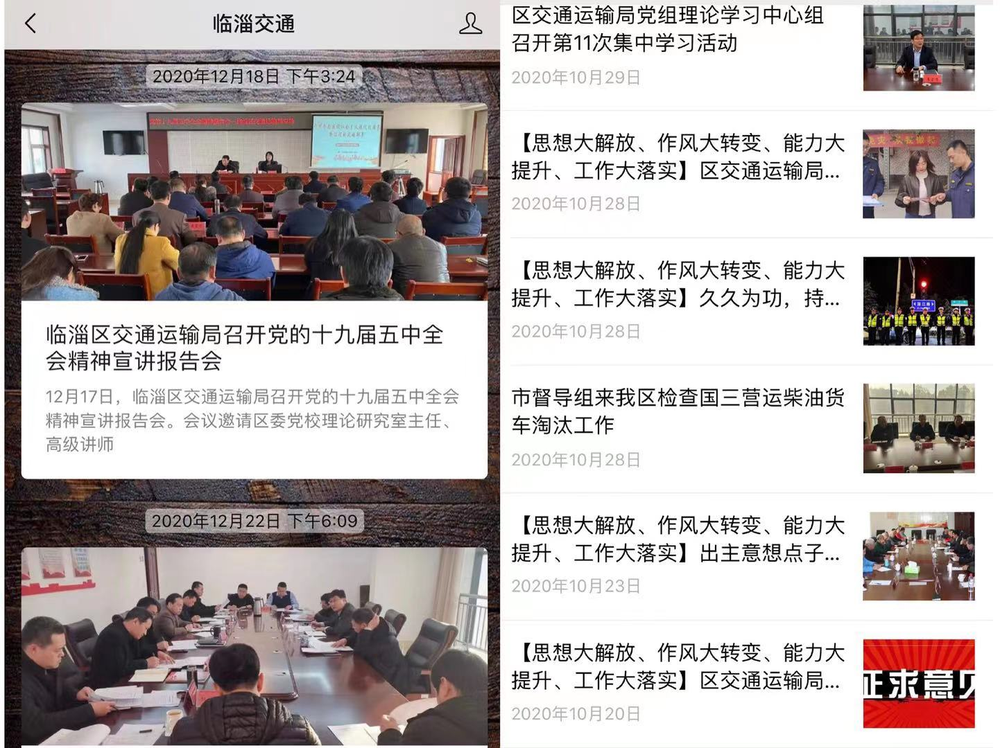 临淄交通
2020年12月18日 下午3:24
临淄区交通运输局召开党的十九届五中全
会精神宣讲报告会
12月17日，临淄区交通运输局召开党的十九届五中全会
精神宣讲报告会。会议邀请区委党校理论研究室主任、
高级讲师
2020年12月22日 下午6:09
区交通运输局党组理论学习中心组
召开第11次集中学习活动
2020年10月29日
【思想大解放、作风大转变、能力大
提升、工作大落实】区交通运输局...
2020年10月28日
【思想大解放、作风大转变、能力大
提升、工作大落实】久久为功，持...
2020年10月28日
市督导组来我区检查国三营运柴油货
车淘汰工作
2020年10月28日
【思想大解放、作风大转变、能力大
提升、工作大落实】出主意想点子...
2020年10月23日
【思想大解放、作风大转变、能力大
提升、工作大落实】区交通运输局...
2020年10月20日
征求意见